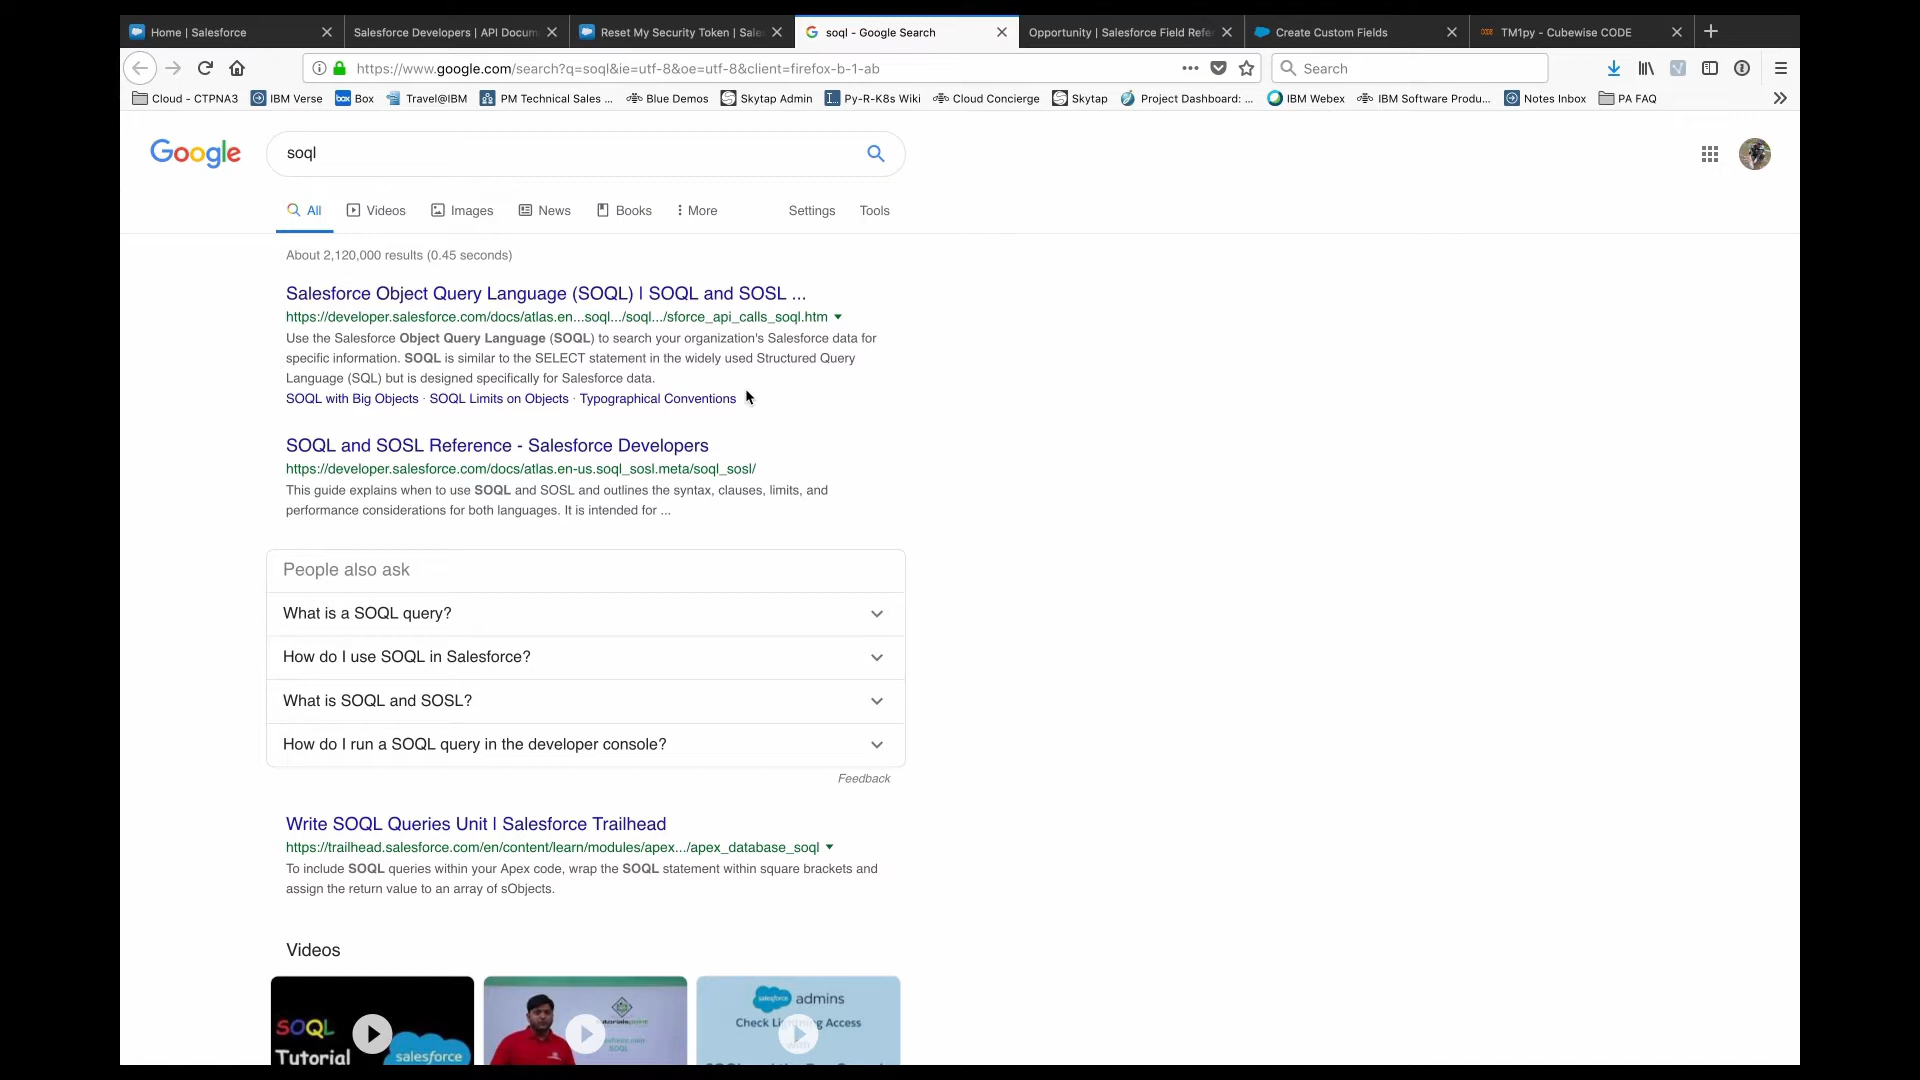 Home | Salesforce
Salesforce Developers | API Docum
Reset My Security Token | Sale
soql - Google Search
Opportunity | Salesforce Field Refe
Create Custom Fields
TM1py - Cubewise CODE
https://www.google.com/search?q=soql&ie=utf-8&oe=utf-8&client=firefox-b-1-ab
Search
Cloud - CTPNA3
IBM Verse
box Box
Travel@IBM
PM Technical Sales ...
Blue Demos
Skytap Admin
Py-R-K8s Wiki
Cloud Concierge
Skytap
Project Dashboard: ...
IBM Webex
IBM Software Produ...
Notes Inbox
PA FAQ
Google
soql
All
Videos
Images
News
Books
More
Settings
Tools
About 2,120,000 results (0.45 seconds)
Salesforce Object Query Language (SOQL) | SOQL and SOSL ...
https://developer.salesforce.com/docs/atlas.en...soql.../soql.../sforce_api_calls_soql.htm
Use the Salesforce Object Query Language (SOQL) to search your organization's Salesforce data for
specific information. SOQL is similar to the SELECT statement in the widely used Structured Query
Language (SQL) but is designed specifically for Salesforce data.
SOQL with Big Objects · SOQL Limits on Objects · Typographical Conventions
SOQL and SOSL Reference - Salesforce Developers
https://developer.salesforce.com/docs/atlas.en-us.soql_sosl.meta/soql_sosl/
This guide explains when to use SOQL and SOSL and outlines the syntax, clauses, limits, and
performance considerations for both languages. It is intended for ...
People also ask
What is a SOQL query?
How do I use SOQL in Salesforce?
What is SOQL and SOSL?
How do I run a SOQL query in the developer console?
Feedback
Write SOQL Queries Unit | Salesforce Trailhead
https://trailhead.salesforce.com/en/content/learn/modules/apex.../apex_database_soql
To include SOQL queries within your Apex code, wrap the SOQL statement within square brackets and
assign the return value to an array of sObjects.
Videos
SOQL
Tutorial
salesforce
SOQL
salesforce admins
Check Lightning Access
with